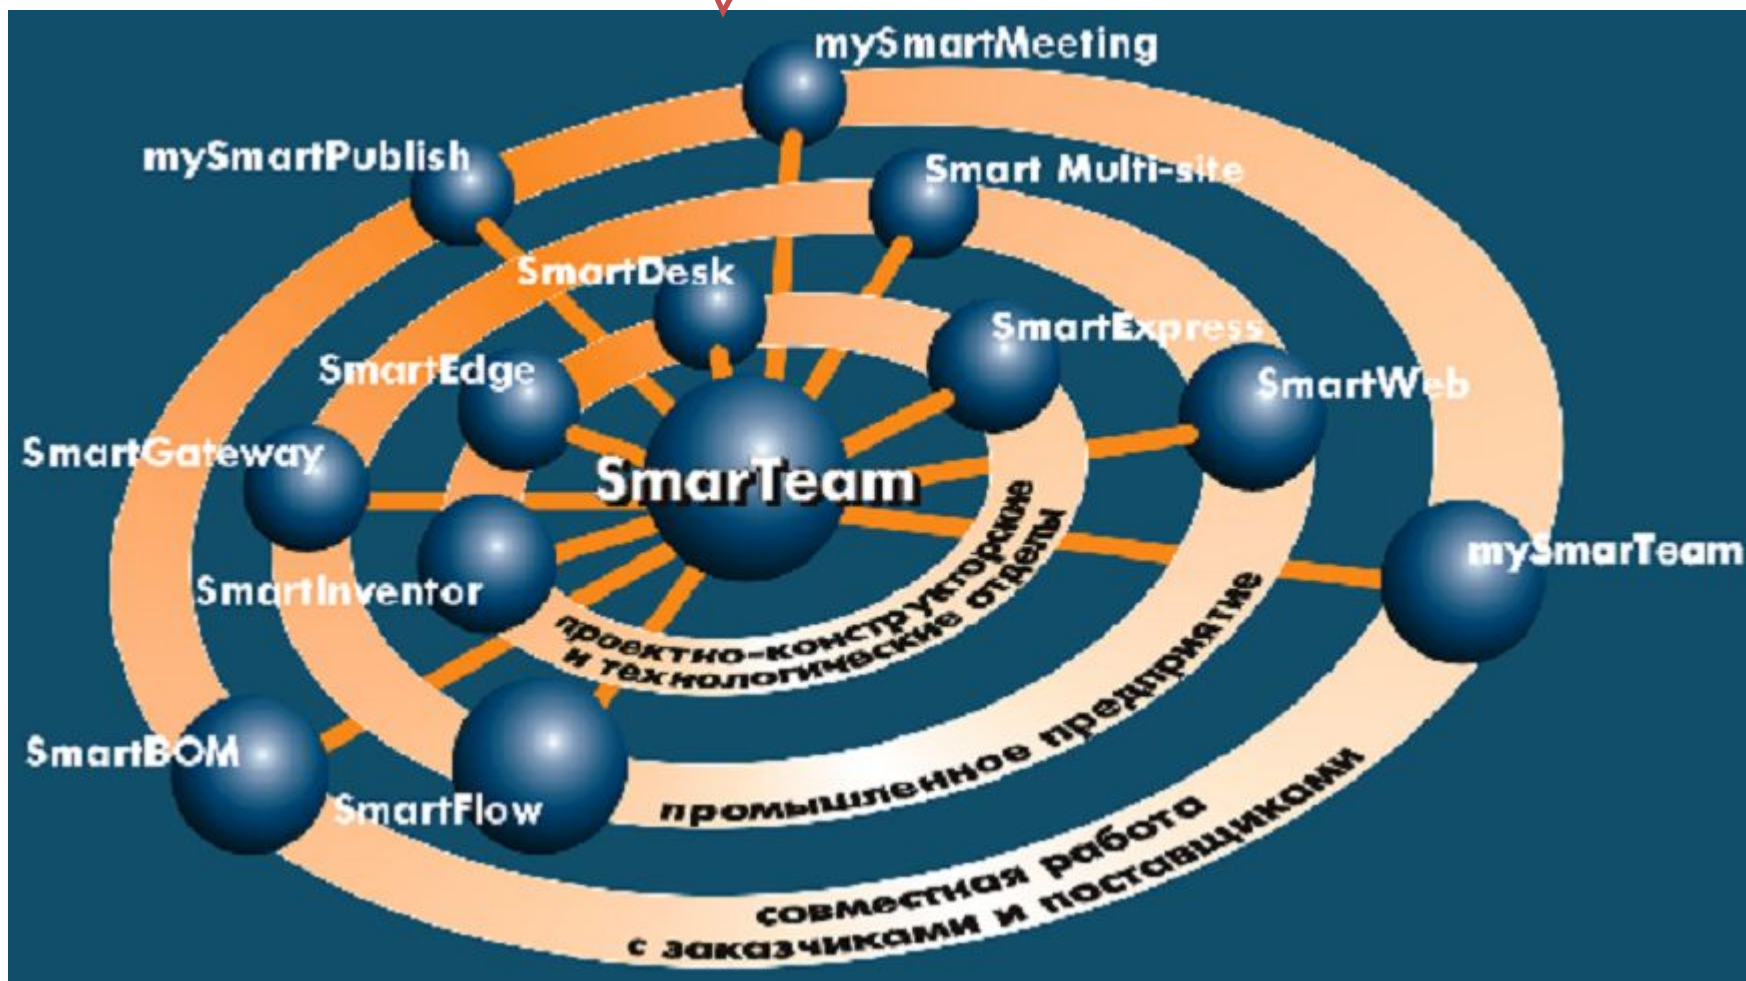 mySmartMeeting
mySmartPublish
Smart Multi-site
SmartDesk
SmartExpress
SmartEdge
SmartWeb
SmartGateway
SmarTeam
mySmarTeam
SmartInventor
проектно-конструкторские
и технологические отделы
SmartBOM
SmartFlow
промышленное предприятие
совместная работа
с заказчиками и поставщиками